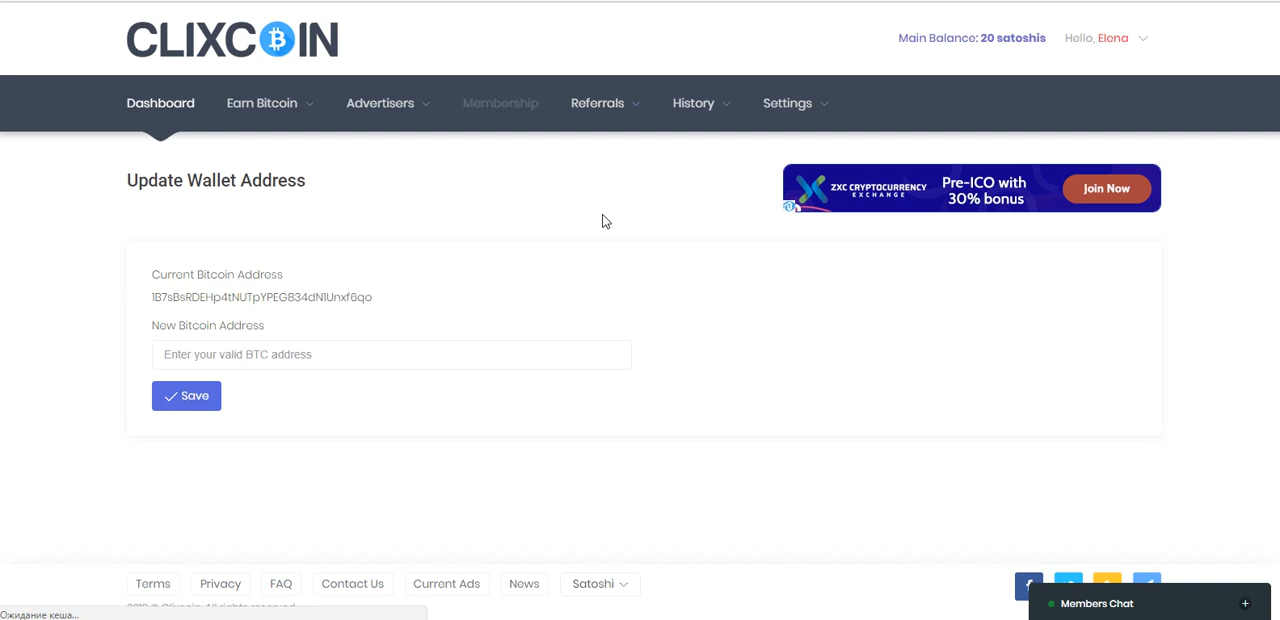 CLIXCOIN
Main Balance: 20 satoshis
Hello, Elena
Dashboard
Earn Bitcoin
Advertisers
Membership
Referrals
History
Settings
Update Wallet Address
ZXC CRYPTOCURRENCY
EXCHANGE
Pre-ICO with
30% bonus
Join Now
Current Bitcoin Address
1B7sBsRDEHp4tNUTpYPEG834dN1Unxf6qo
New Bitcoin Address
Enter your valid BTC address
Save
Terms
Privacy
FAQ
Contact Us
Current Ads
News
Satoshi
Members Chat
+
Ожидание кеша...